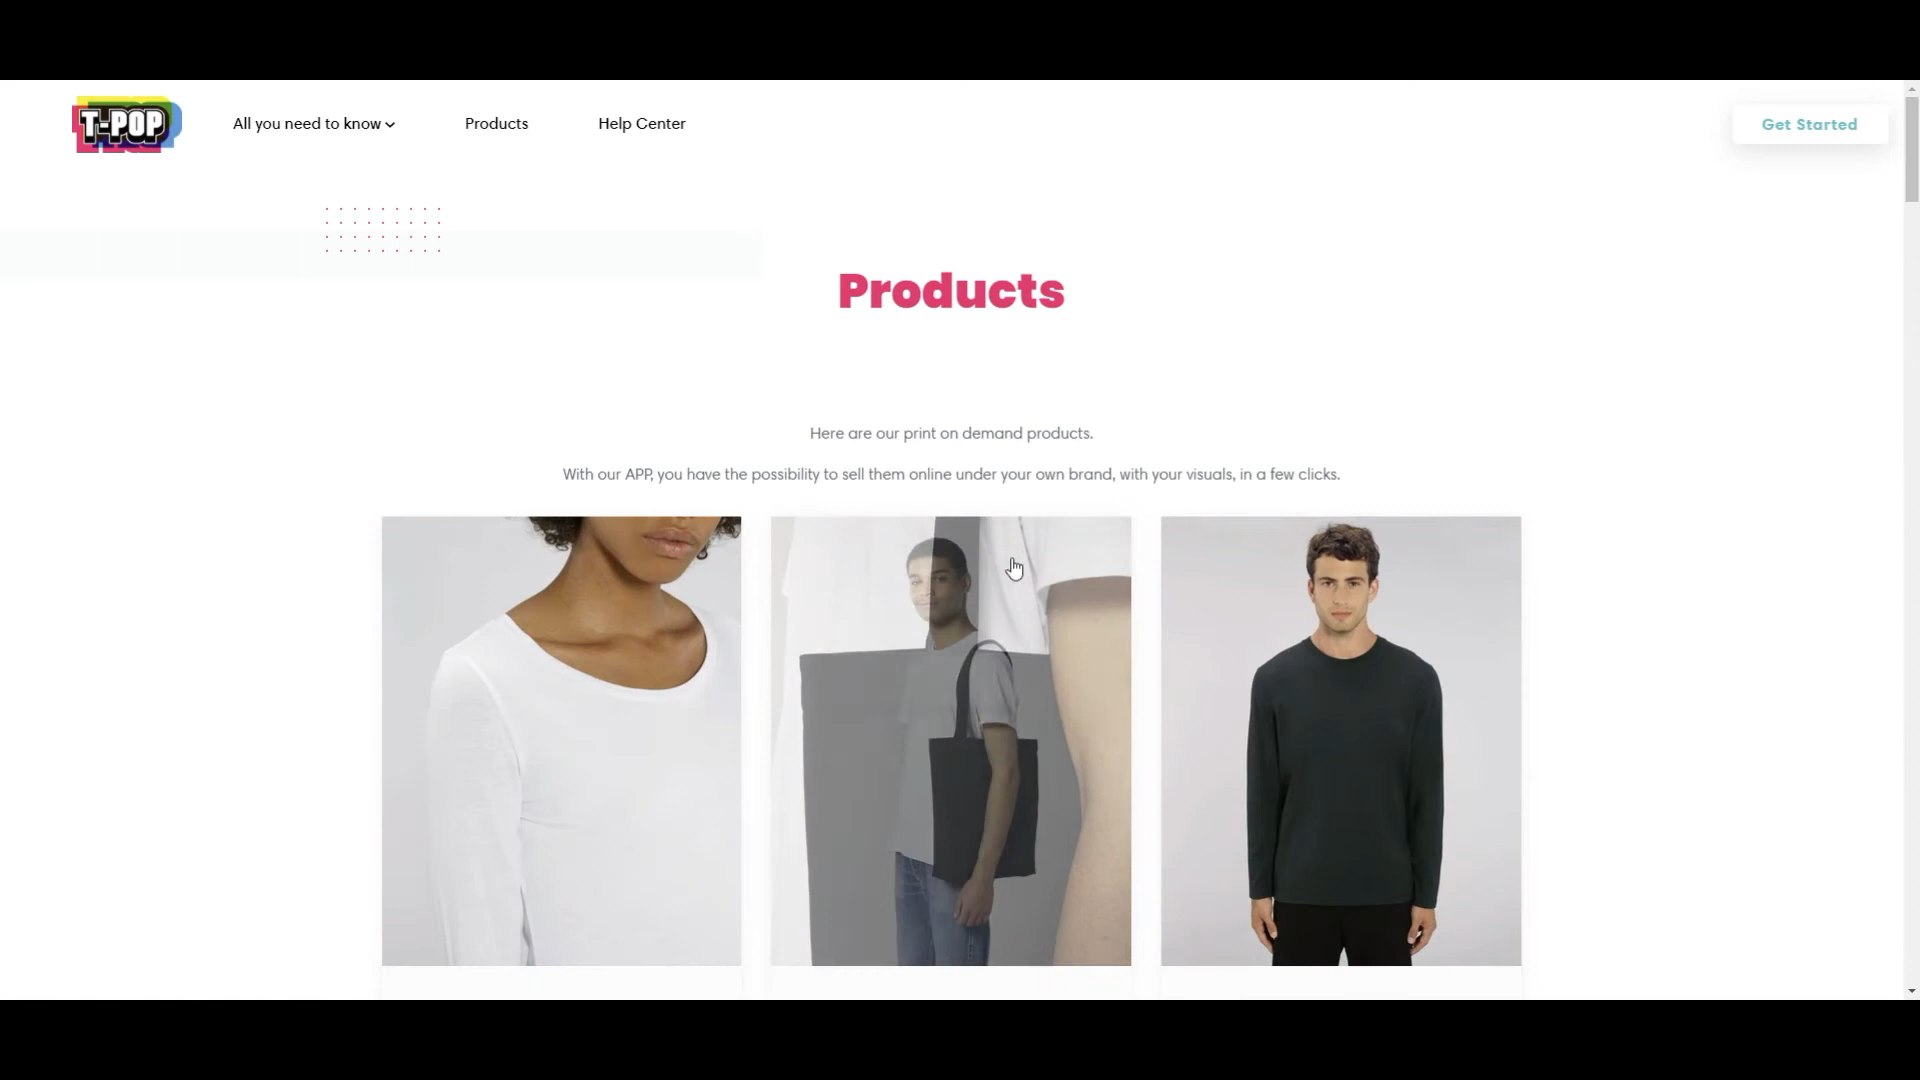 T-POP
All you need to know
Products
Help Center
Get Started
Products
Here are our print on demand products.
With our APP, you have the possibility to sell them online under your own brand, with your visuals, in a few clicks.